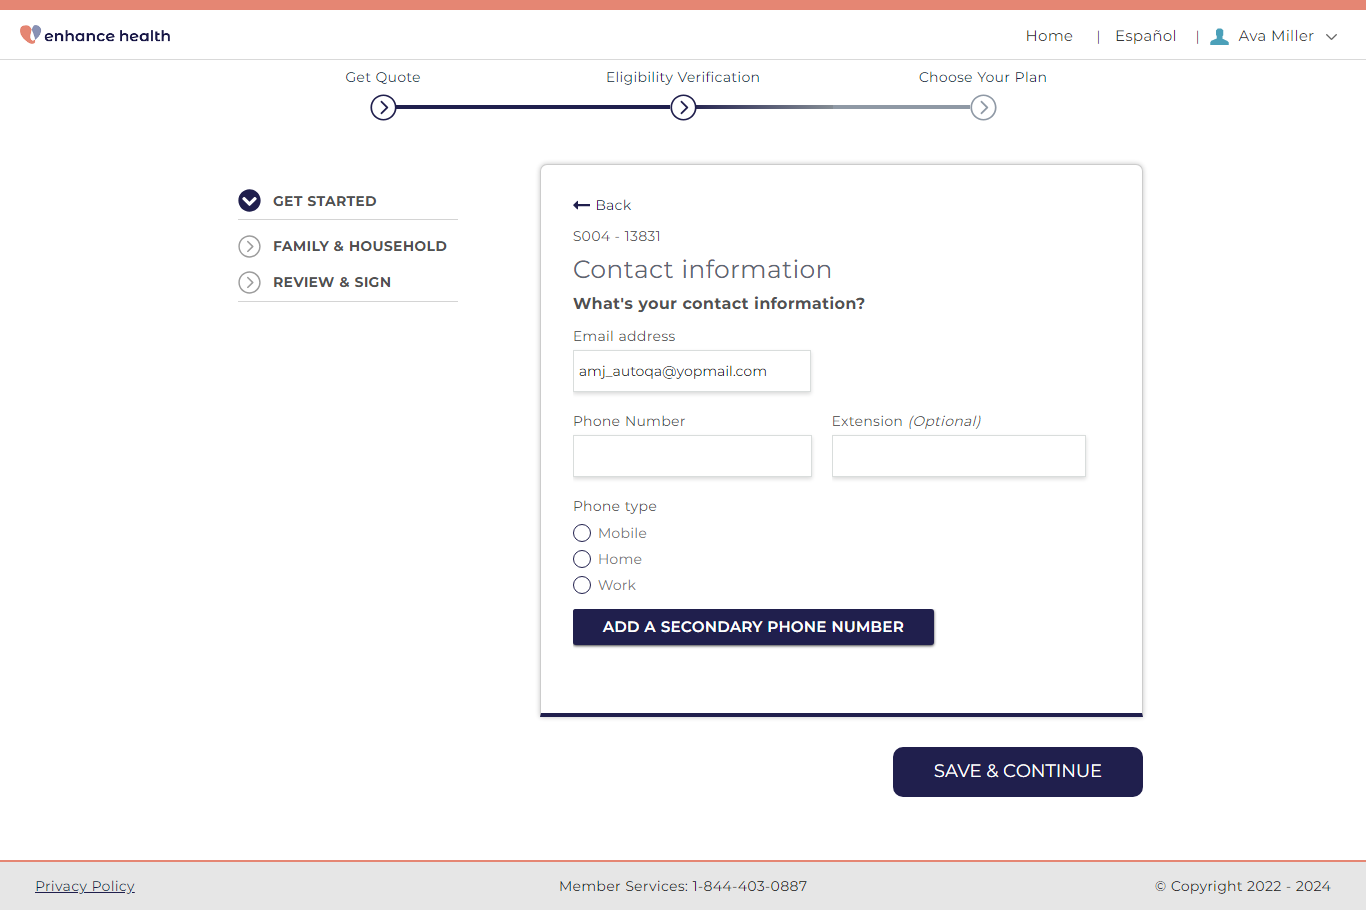 enhance health
Home | Español | Ava Miller
Get Quote Eligibility Verification Choose Your Plan
GET STARTED
FAMILY & HOUSEHOLD
REVIEW & SIGN
Back
S004 - 13831
Contact information
What's your contact information?
Email address
amj_autoqa@yopmail.com
Phone Number Extension (Optional)
Phone type
Mobile
Home
Work
ADD A SECONDARY PHONE NUMBER
SAVE & CONTINUE
Privacy Policy Member Services: 1-844-403-0887 © Copyright 2022 - 2024